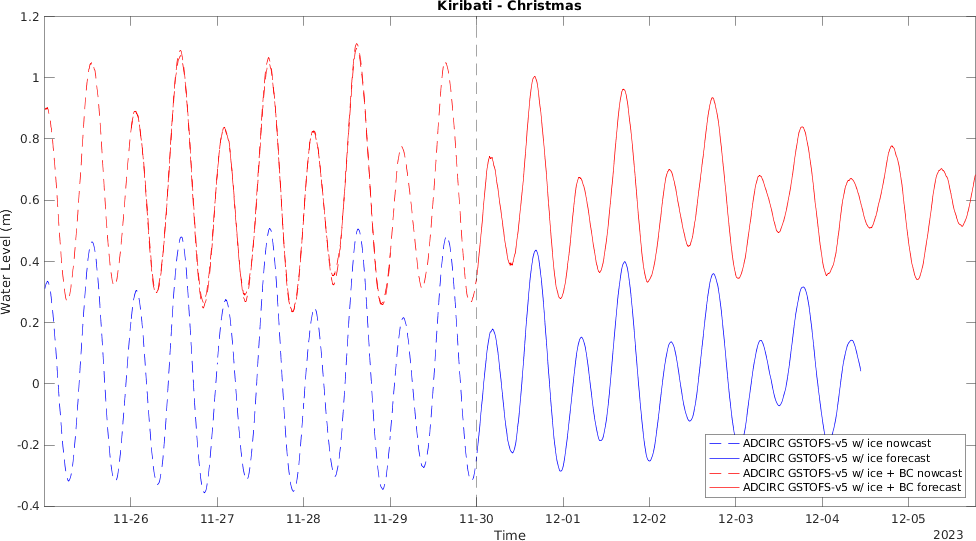 Kiribati - Christmas
1.2
1
0.8
0.6
0.4
0.2
0
-0.2
-0.4
Water Level (m)
ADCIRC GSTOFS-v5 w/ ice nowcast
ADCIRC GSTOFS-v5 w/ ice forecast
ADCIRC GSTOFS-v5 w/ ice + BC nowcast
ADCIRC GSTOFS-v5 w/ ice + BC forecast
11-26 11-27 11-28 11-29 11-30 12-01 12-02 12-03 12-04 12-05
Time
2023